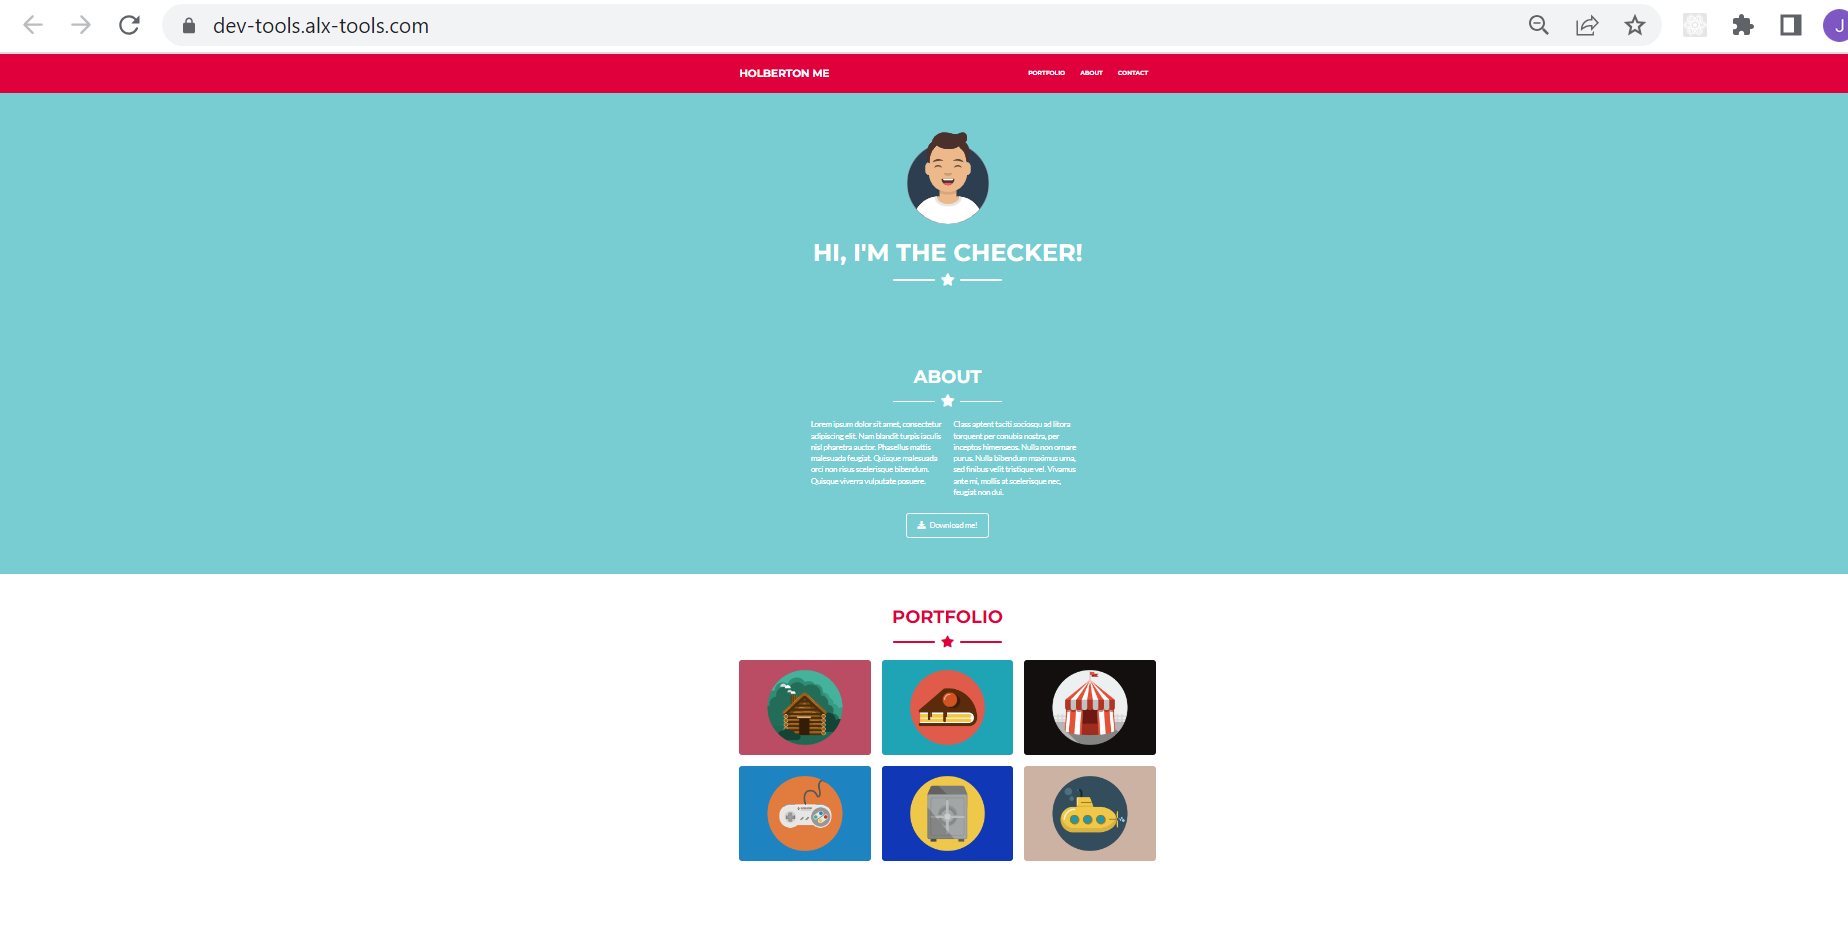 dev-tools.alx-tools.com
J
HOLBERTON ME
PORTFOLIO ABOUT CONTACT
HI, I'M THE CHECKER!
ABOUT
Lorem ipsum dolor sit amet, consectetur
adipiscing elit. Nam blandit turpis iaculis
nisl pharetra auctor. Phasellus mattis
malesuada feugiat. Quisque malesuada
orci non risus scelerisque bibendum.
Quisque viverra vulputate posuere.
Class aptent taciti sociosqu ad litora
torquent per conubia nostra, per
inceptos himenaeos. Nulla non ornare
purus. Nulla bibendum maximus urna,
sed finibus velit tristique vel. Vivamus
ante mi, mollis at scelerisque nec,
feugiat non dui.
Download me!
PORTFOLIO